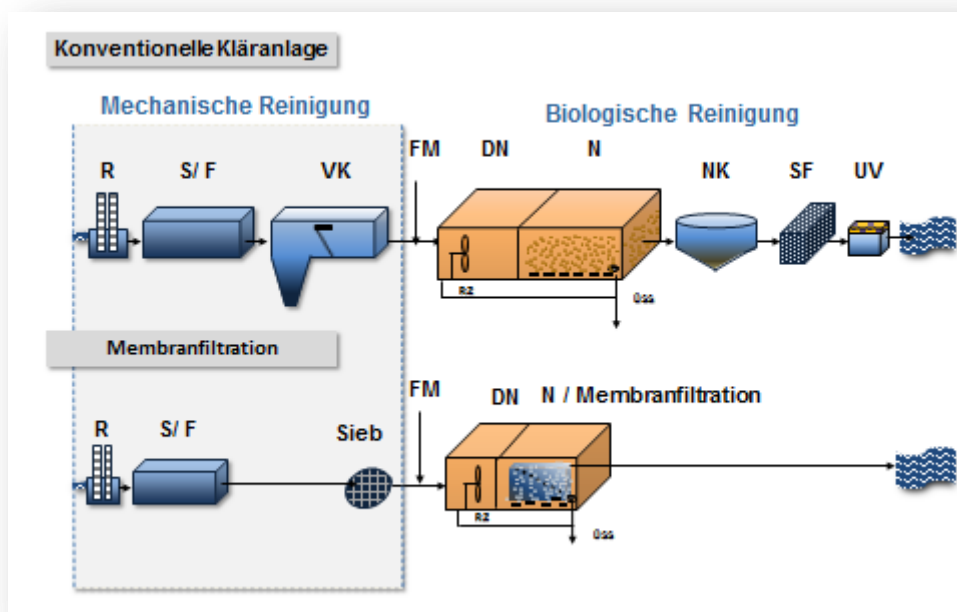 Konventionelle Kläranlage
Mechanische Reinigung
Biologische Reinigung
R S/ F VK FM DN N NK SF UV
RZ
Üss
Membranfiltration
R S/ F Sieb FM DN N / Membranfiltration
RZ
Üss